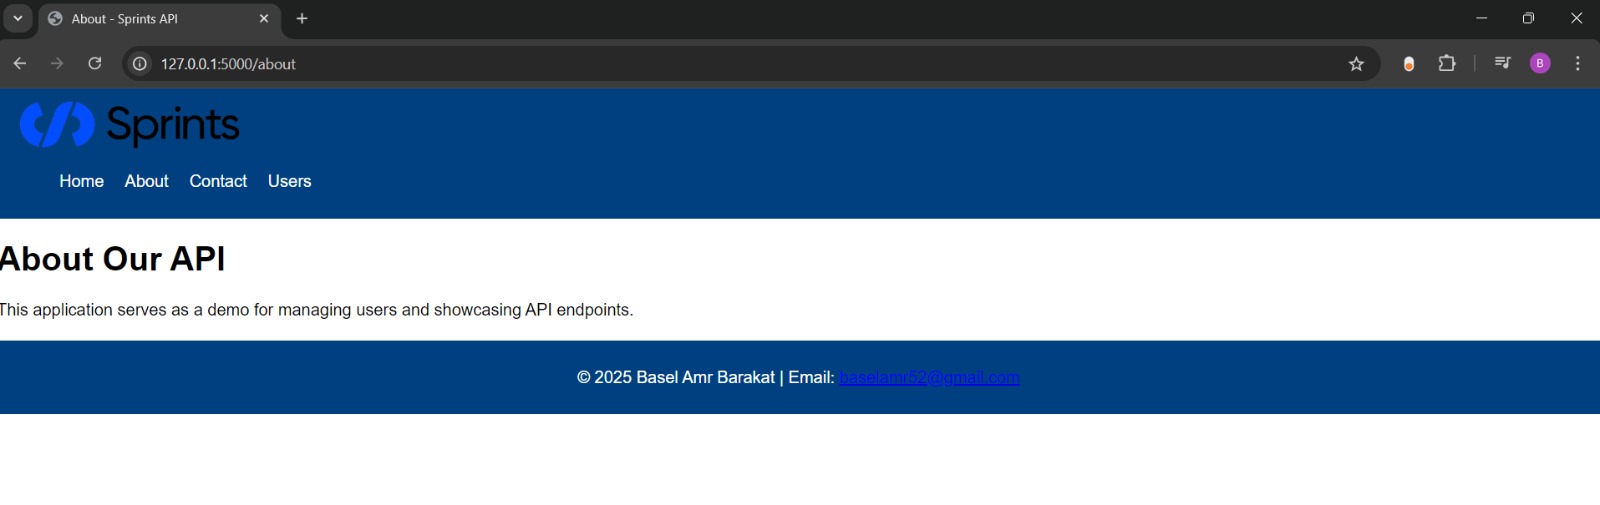 About - Sprints API
127.0.0.1:5000/about
B
Sprints
Home About Contact Users
About Our API
This application serves as a demo for managing users and showcasing API endpoints.
© 2025 Basel Amr Barakat | Email: baselamr52@gmail.com